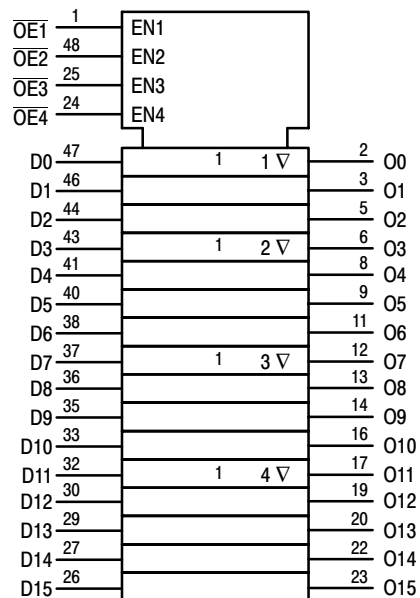 O̅E̅1̅ 1 EN1
O̅E̅2̅ 48 EN2
O̅E̅3̅ 25 EN3
O̅E̅4̅ 24 EN4
D0 47 1 1 ∇ 2 O0
D1 46 3 O1
D2 44 5 O2
D3 43 1 2 ∇ 6 O3
D4 41 8 O4
D5 40 9 O5
D6 38 11 O6
D7 37 1 3 ∇ 12 O7
D8 36 13 O8
D9 35 14 O9
D10 33 16 O10
D11 32 1 4 ∇ 17 O11
D12 30 19 O12
D13 29 20 O13
D14 27 22 O14
D15 26 23 O15